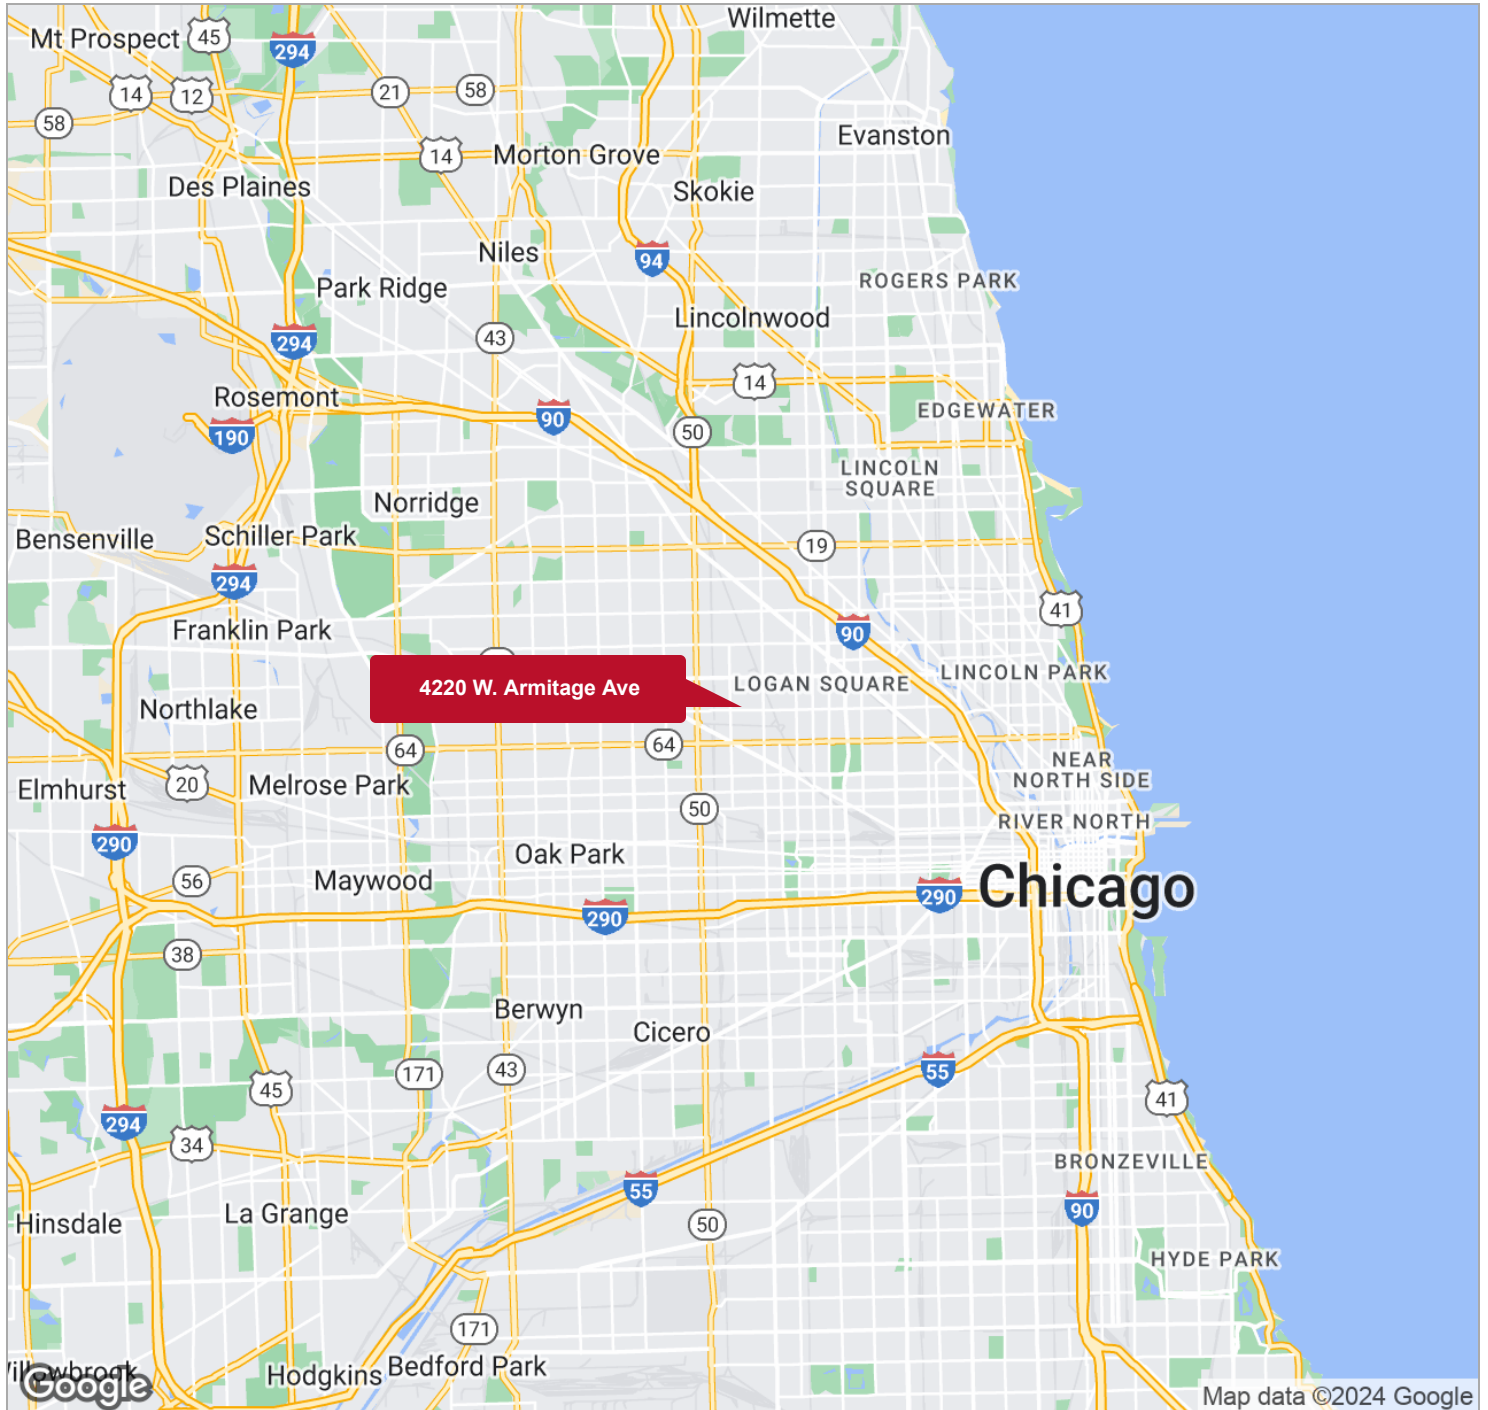 Wilmette
Mt Prospect
45
294
14
12
21
58
58
Evanston
14
Morton Grove
Des Plaines
Skokie
Niles
94
ROGERS PARK
Park Ridge
Lincolnwood
294
43
14
Rosemont
EDGEWATER
90
190
50
LINCOLN
SQUARE
Norridge
Bensenville
Schiller Park
19
294
41
Franklin Park
90
LINCOLN PARK
4220 W. Armitage Ave
LOGAN SQUARE
Northlake
64
64
NEAR
NORTH SIDE
Elmhurst
20
Melrose Park
50
RIVER NORTH
290
Oak Park
56
Maywood
290
Chicago
290
38
Berwyn
Cicero
171
43
55
45
41
294
34
BRONZEVILLE
55
La Grange
90
Hinsdale
50
HYDE PARK
171
Hodgkins
Bedford Park
Google
Map data ©2024 Google